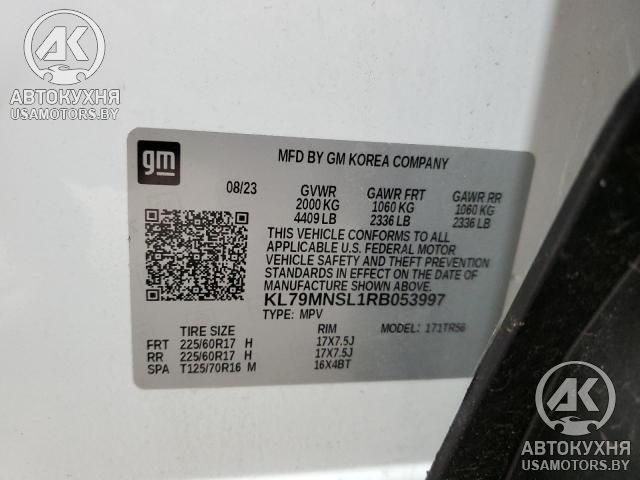 АК
АВТОКУХНЯ
USAMOTORS.BY
gm
MFD BY GM KOREA COMPANY
08/23 GVWR GAWR FRT GAWR RR
2000 KG 1060 KG 1060 KG
4409 LB 2336 LB 2336 LB
THIS VEHICLE CONFORMS TO ALL
APPLICABLE U.S. FEDERAL MOTOR
VEHICLE SAFETY AND THEFT PREVENTION
STANDARDS IN EFFECT ON THE DATE OF
MANUFACTURE SHOWN ABOVE.
KL79MNSL1RB053997
TYPE: MPV MODEL: 171TR56
TIRE SIZE RIM
FRT 225/60R17 H 17X7.5J
RR 225/60R17 H 17X7.5J
SPA T125/70R16 M 16X4BT
АК
АВТОКУХНЯ
USAMOTORS.BY